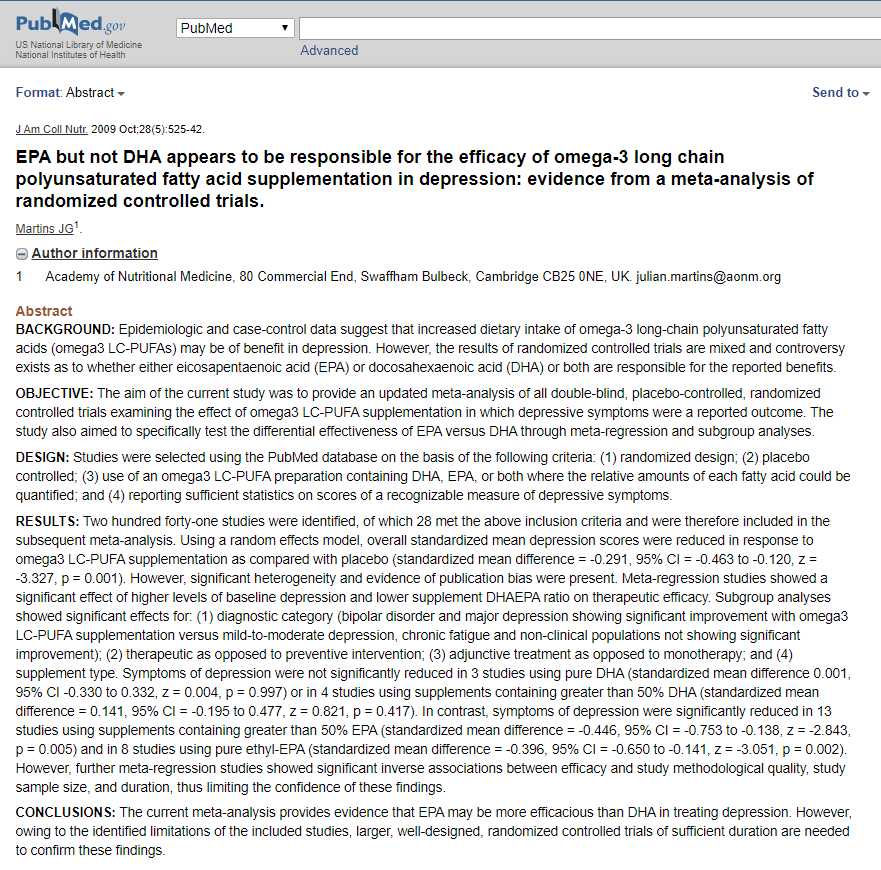 PubMed.gov
US National Library of Medicine
National Institutes of Health
PubMed
Advanced
Format: Abstract
Send to
J Am Coll Nutr. 2009 Oct;28(5):525-42.
EPA but not DHA appears to be responsible for the efficacy of omega-3 long chain
polyunsaturated fatty acid supplementation in depression: evidence from a meta-analysis of
randomized controlled trials.
Martins JG1.
Author information
1 Academy of Nutritional Medicine, 80 Commercial End, Swaffham Bulbeck, Cambridge CB25 0NE, UK. julian.martins@aonm.org
Abstract
BACKGROUND: Epidemiologic and case-control data suggest that increased dietary intake of omega-3 long-chain polyunsaturated fatty
acids (omega3 LC-PUFAs) may be of benefit in depression. However, the results of randomized controlled trials are mixed and controversy
exists as to whether either eicosapentaenoic acid (EPA) or docosahexaenoic acid (DHA) or both are responsible for the reported benefits.
OBJECTIVE: The aim of the current study was to provide an updated meta-analysis of all double-blind, placebo-controlled, randomized
controlled trials examining the effect of omega3 LC-PUFA supplementation in which depressive symptoms were a reported outcome. The
study also aimed to specifically test the differential effectiveness of EPA versus DHA through meta-regression and subgroup analyses.
DESIGN: Studies were selected using the PubMed database on the basis of the following criteria: (1) randomized design; (2) placebo
controlled; (3) use of an omega3 LC-PUFA preparation containing DHA, EPA, or both where the relative amounts of each fatty acid could be
quantified; and (4) reporting sufficient statistics on scores of a recognizable measure of depressive symptoms.
RESULTS: Two hundred forty-one studies were identified, of which 28 met the above inclusion criteria and were therefore included in the
subsequent meta-analysis. Using a random effects model, overall standardized mean depression scores were reduced in response to
omega3 LC-PUFA supplementation as compared with placebo (standardized mean difference = -0.291, 95% CI = -0.463 to -0.120, z =
-3.327, p = 0.001). However, significant heterogeneity and evidence of publication bias were present. Meta-regression studies showed a
significant effect of higher levels of baseline depression and lower supplement DHAEPA ratio on therapeutic efficacy. Subgroup analyses
showed significant effects for: (1) diagnostic category (bipolar disorder and major depression showing significant improvement with omega3
LC-PUFA supplementation versus mild-to-moderate depression, chronic fatigue and non-clinical populations not showing significant
improvement); (2) therapeutic as opposed to preventive intervention; (3) adjunctive treatment as opposed to monotherapy; and (4)
supplement type. Symptoms of depression were not significantly reduced in 3 studies using pure DHA (standardized mean difference 0.001,
95% CI -0.330 to 0.332, z = 0.004, p = 0.997) or in 4 studies using supplements containing greater than 50% DHA (standardized mean
difference = 0.141, 95% CI = -0.195 to 0.477, z = 0.821, p = 0.417). In contrast, symptoms of depression were significantly reduced in 13
studies using supplements containing greater than 50% EPA (standardized mean difference = -0.446, 95% CI = -0.753 to -0.138, z = -2.843,
p = 0.005) and in 8 studies using pure ethyl-EPA (standardized mean difference = -0.396, 95% CI = -0.650 to -0.141, z = -3.051, p = 0.002).
However, further meta-regression studies showed significant inverse associations between efficacy and study methodological quality, study
sample size, and duration, thus limiting the confidence of these findings.
CONCLUSIONS: The current meta-analysis provides evidence that EPA may be more efficacious than DHA in treating depression. However,
owing to the identified limitations of the included studies, larger, well-designed, randomized controlled trials of sufficient duration are needed
to confirm these findings.